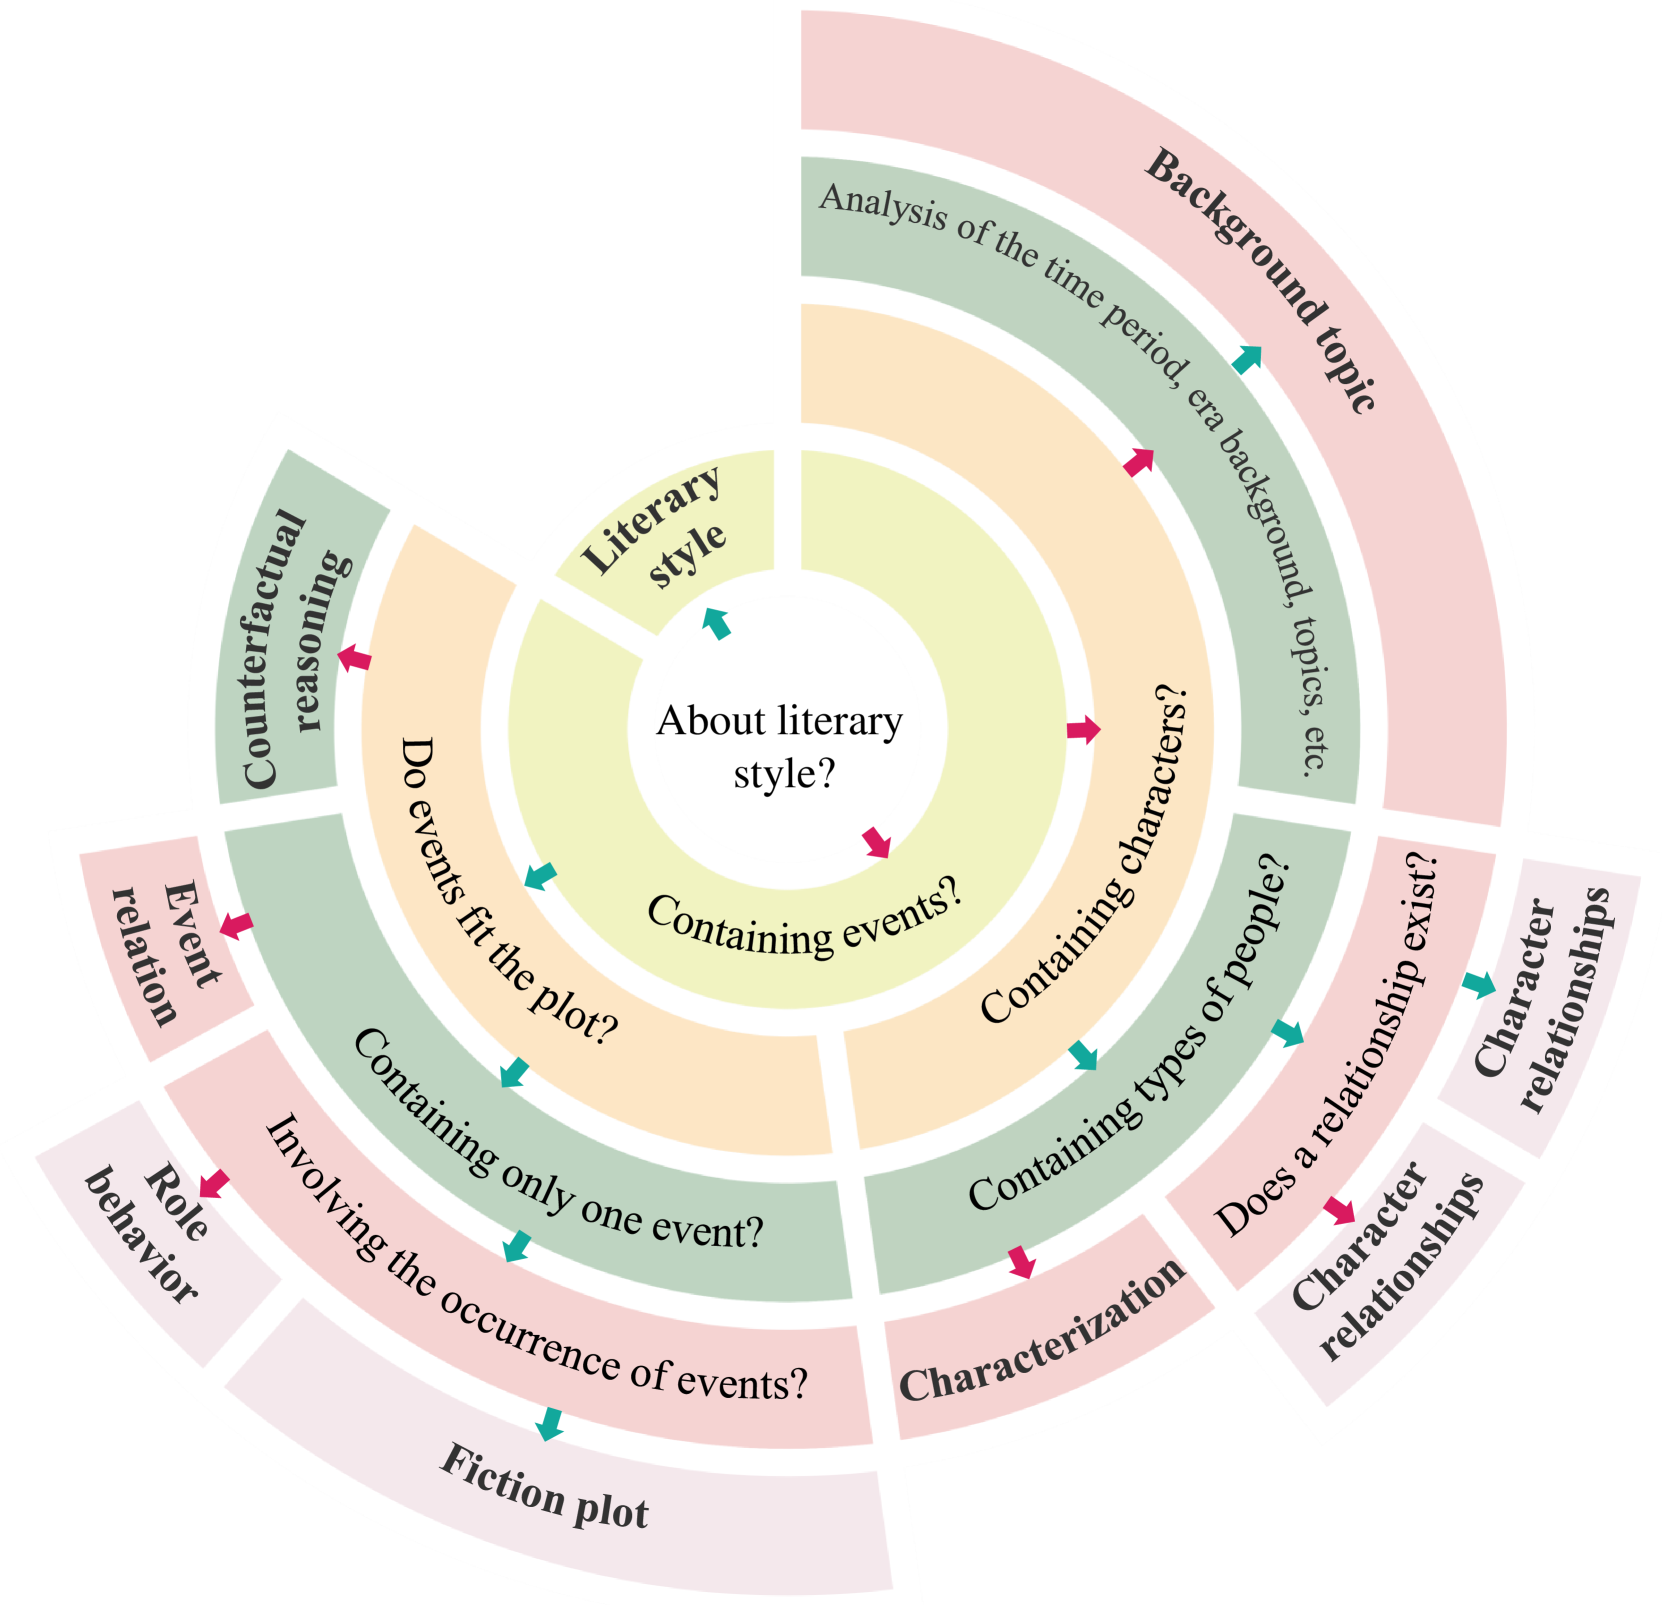 About literary
style?
Literary
style
Containing events?
Containing characters?
Analysis of the time period, era background, topics, etc.
Background topic
Containing types of people?
Does a relationship exist?
Character
relationships
Character
relationships
Characterization
Do events fit the plot?
Counterfactual
reasoning
Containing only one event?
Event
relation
Involving the occurrence of events?
Role
behavior
Fiction plot